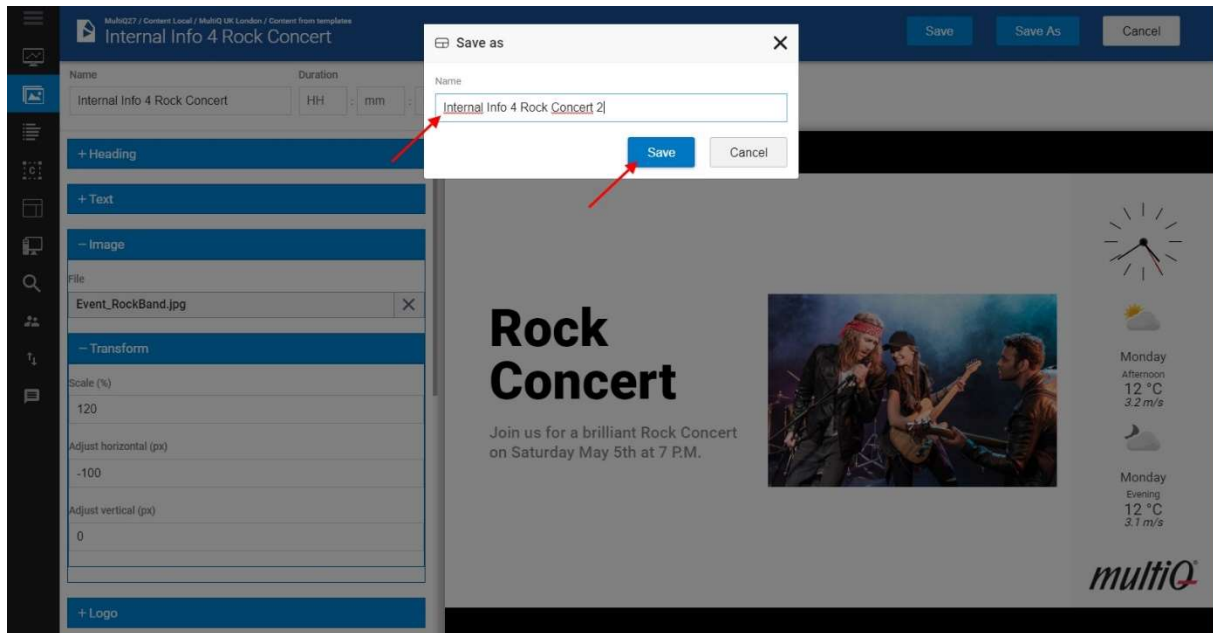 MultiQ27 / Content Local / MultiQ UK London / Content from templates
Internal Info 4 Rock Concert
Save
Save As
Cancel
Name
Internal Info 4 Rock Concert
Duration
HH : mm :
+ Heading
+ Text
– Image
File
Event_RockBand.jpg
– Transform
Scale (%)
120
Adjust horizontal (px)
-100
Adjust vertical (px)
0
+ Logo
Save as
Name
Internal Info 4 Rock Concert 2
Save
Cancel
Rock
Concert
Join us for a brilliant Rock Concert
on Saturday May 5th at 7 P.M.
Monday
Afternoon
12 °C
3.2 m/s
Monday
Evening
12 °C
3.1 m/s
multiQ